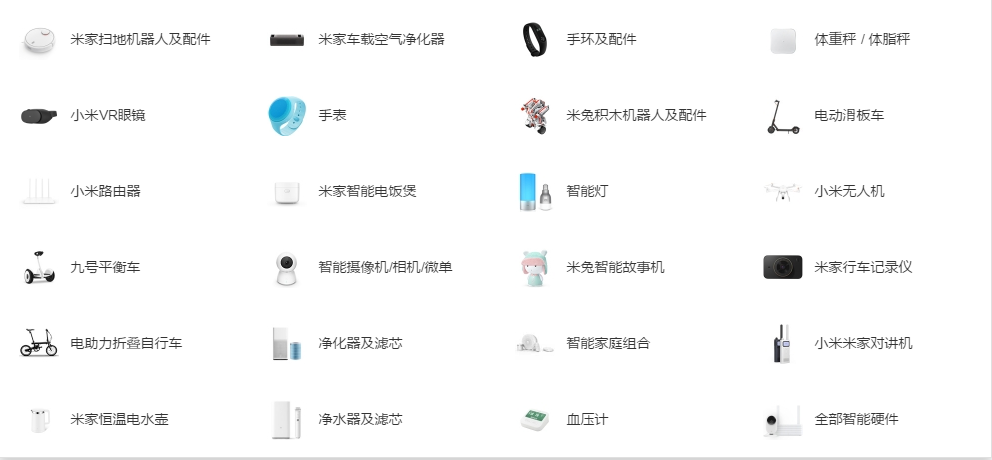 米家扫地机器人及配件
米家车载空气净化器
手环及配件
体重秤 / 体脂秤
小米VR眼镜
手表
米兔积木机器人及配件
电动滑板车
小米路由器
米家智能电饭煲
智能灯
小米无人机
九号平衡车
智能摄像机/相机/微单
米兔智能故事机
米家行车记录仪
电助力折叠自行车
净化器及滤芯
智能家庭组合
小米米家对讲机
米家恒温电水壶
净水器及滤芯
血压计
全部智能硬件